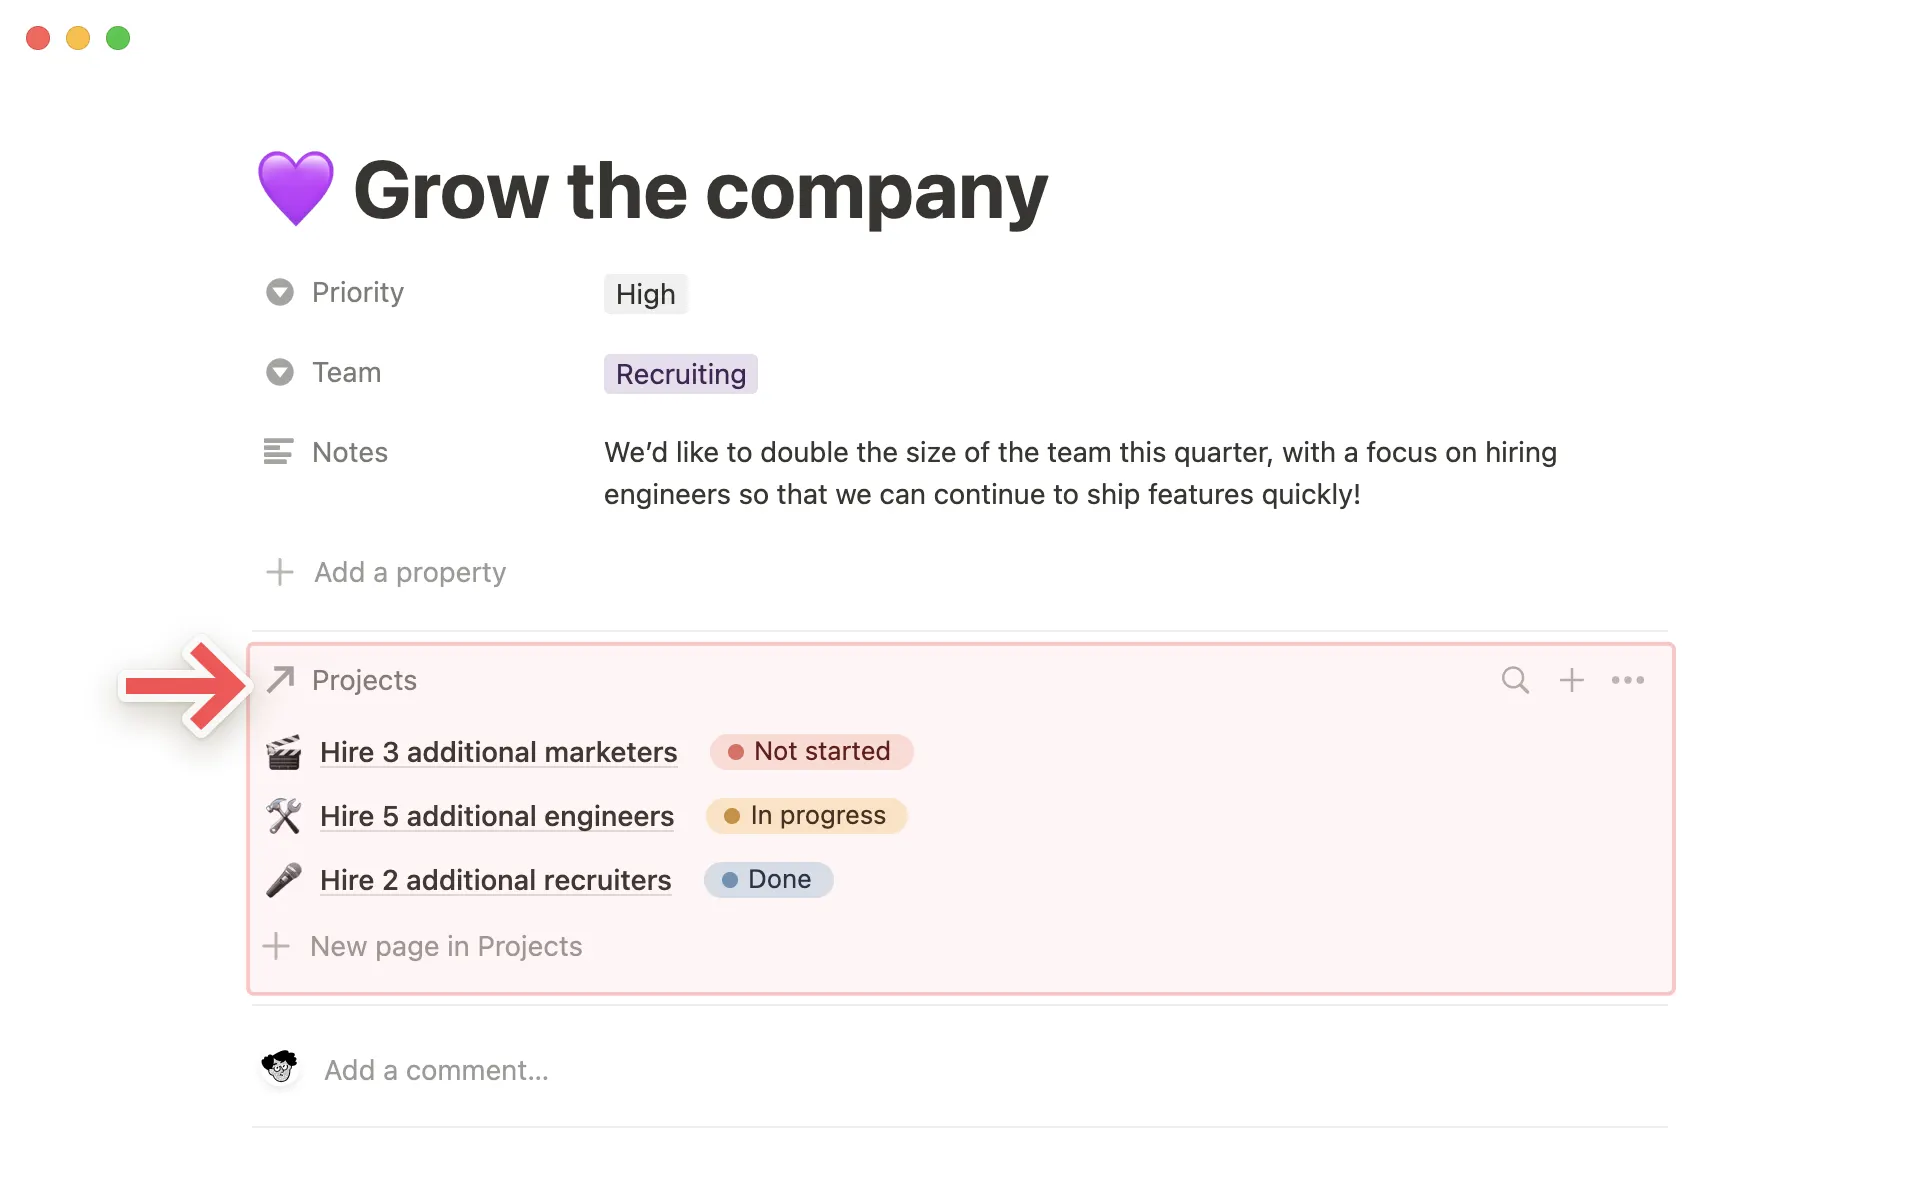 Grow the company
Priority High
Team Recruiting
Notes We’d like to double the size of the team this quarter, with a focus on hiring
engineers so that we can continue to ship features quickly!
Add a property
Projects
Hire 3 additional marketers Not started
Hire 5 additional engineers In progress
Hire 2 additional recruiters Done
New page in Projects
Add a comment...